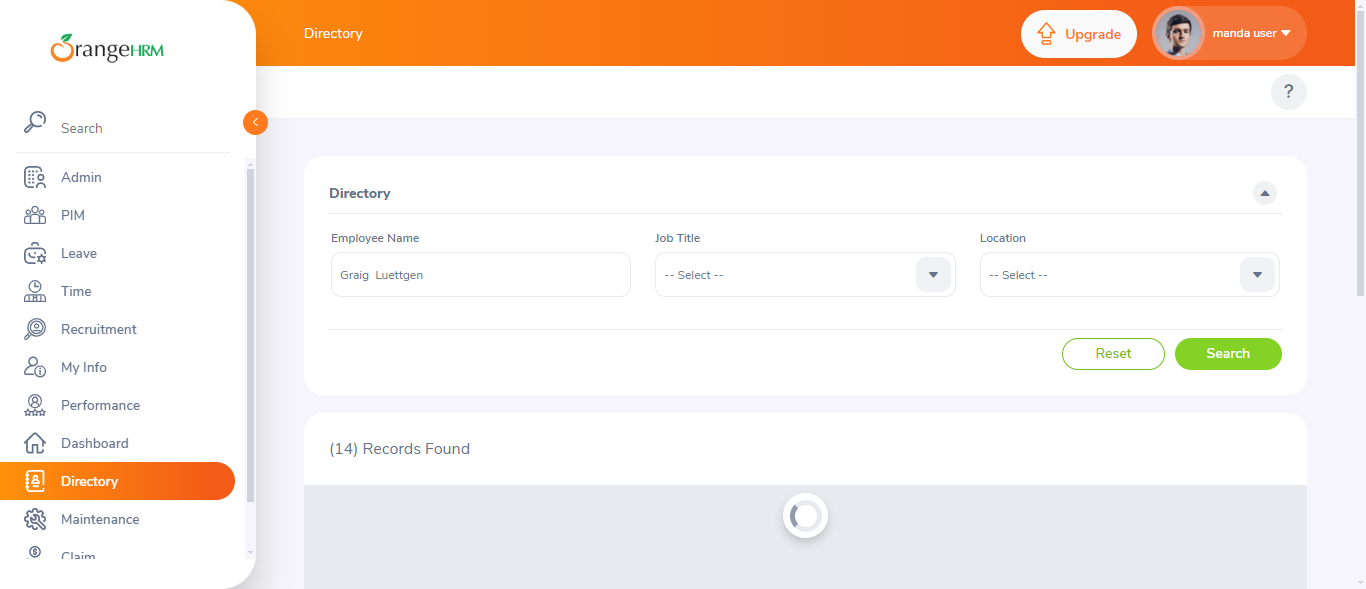 OrangeHRM
Directory
Upgrade
manda user
?
Search
Admin
PIM
Leave
Time
Recruitment
My Info
Performance
Dashboard
Directory
Maintenance
Claim
Directory
Employee Name
Job Title
Location
Graig  Luettgen
-- Select --
-- Select --
Reset
Search
(14) Records Found